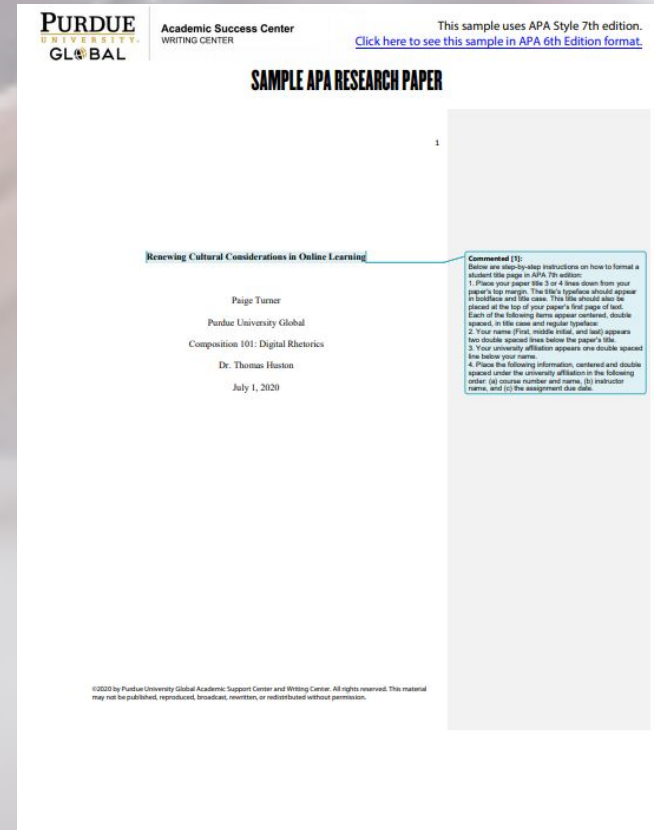 PURDUE
UNIVERSITY.
GLOBAL
Academic Success Center
WRITING CENTER
This sample uses APA Style 7th edition.
Click here to see this sample in APA 6th Edition format.
SAMPLE APA RESEARCH PAPER
1
Renewing Cultural Considerations in Online Learning
Paige Turner
Purdue University Global
Composition 101: Digital Rhetorics
Dr. Thomas Huston
July 1, 2020
Commented [1]:
Below are step-by-step instructions on how to format a
student title page in APA 7th edition:
1. Place your paper title 3 or 4 lines down from your
paper's top margin. The title's typeface should appear
in boldface and title case. This title should also be
placed at the top of your paper's first page of text.
Each of the following items appear centered, double
spaced, in title case and regular typeface:
2. Your name (First, middle initial, and last) appears
two double spaced lines below the paper's title.
3. Your university affiliation appears one double spaced
line below your name.
4. Place the following information, centered and double
spaced under the university affiliation in the following
order: (a) course number and name, (b) instructor
name, and (c) the assignment due date.
©2020 by Purdue University Global Academic Support Center and Writing Center. All rights reserved. This material
may not be published, reproduced, broadcast, rewritten, or redistributed without permission.